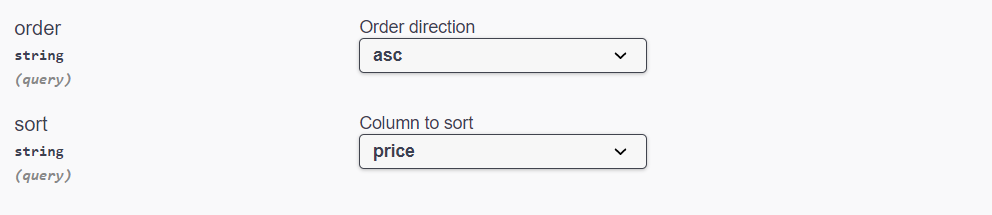 order
string
(query)
Order direction
asc
sort
string
(query)
Column to sort
price